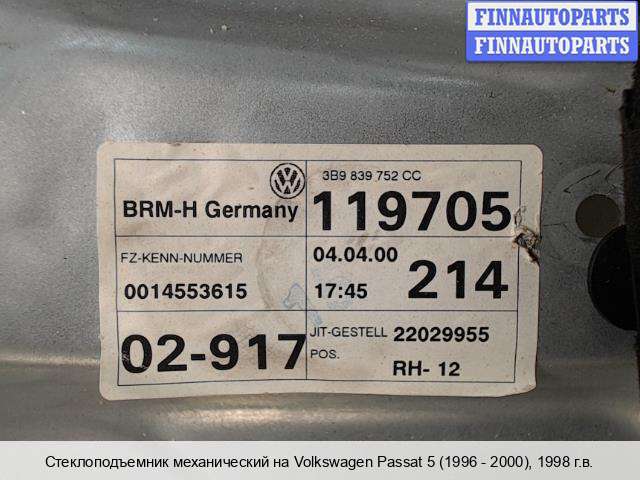 FINNAUTOPARTS
FINNAUTOPARTS
3B9 839 752 CC
BRM-H Germany
119705
FZ-KENN-NUMMER
0014553615
04.04.00
17:45
214
02-917
JIT-GESTELL 22029955
POS.
RH- 12
Стеклоподъемник механический на Volkswagen Passat 5 (1996 - 2000), 1998 г.в.